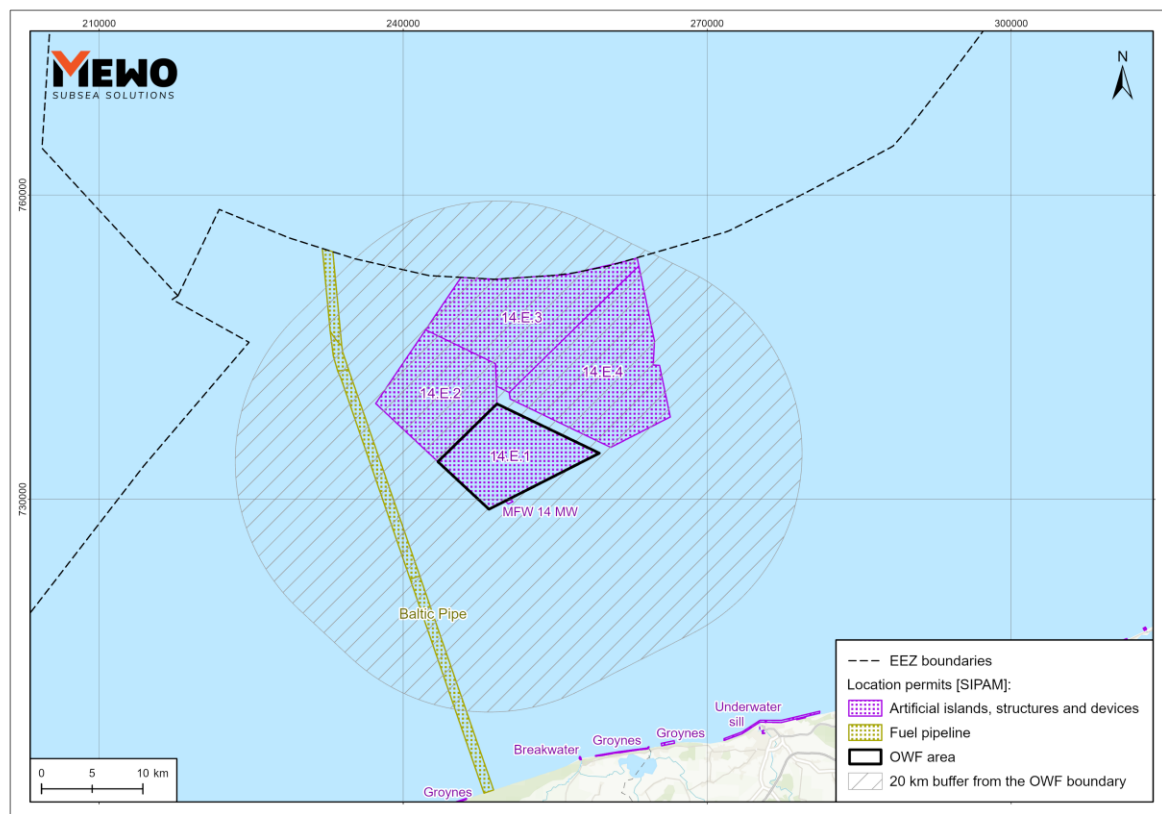 210000
240000
270000
300000
MEWO
SUBSEA SOLUTIONS
N
760000
14.E.3
14.E.4
14.E.2
14.E.1
730000
MFW 14 MW
Baltic Pipe
Underwater
sill
Groynes
Groynes
Breakwater
Groynes
0 5 10 km
EEZ boundaries
Location permits [SIPAM]:
Artificial islands, structures and devices
Fuel pipeline
OWF area
20 km buffer from the OWF boundary